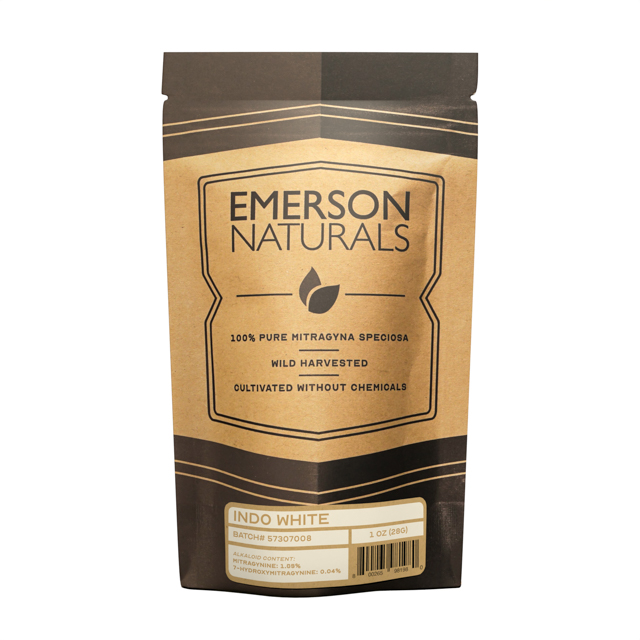 EMERSON
NATURALS
100% PURE MITRAGYNA SPECIOSA
WILD HARVESTED
CULTIVATED WITHOUT CHEMICALS
INDO WHITE
BATCH# 57307008
1 OZ (28G)
ALKALOID CONTENT:
MITRAGYNINE: 1.59%
7-HYDROXYMITRAGYNINE: 0.04%